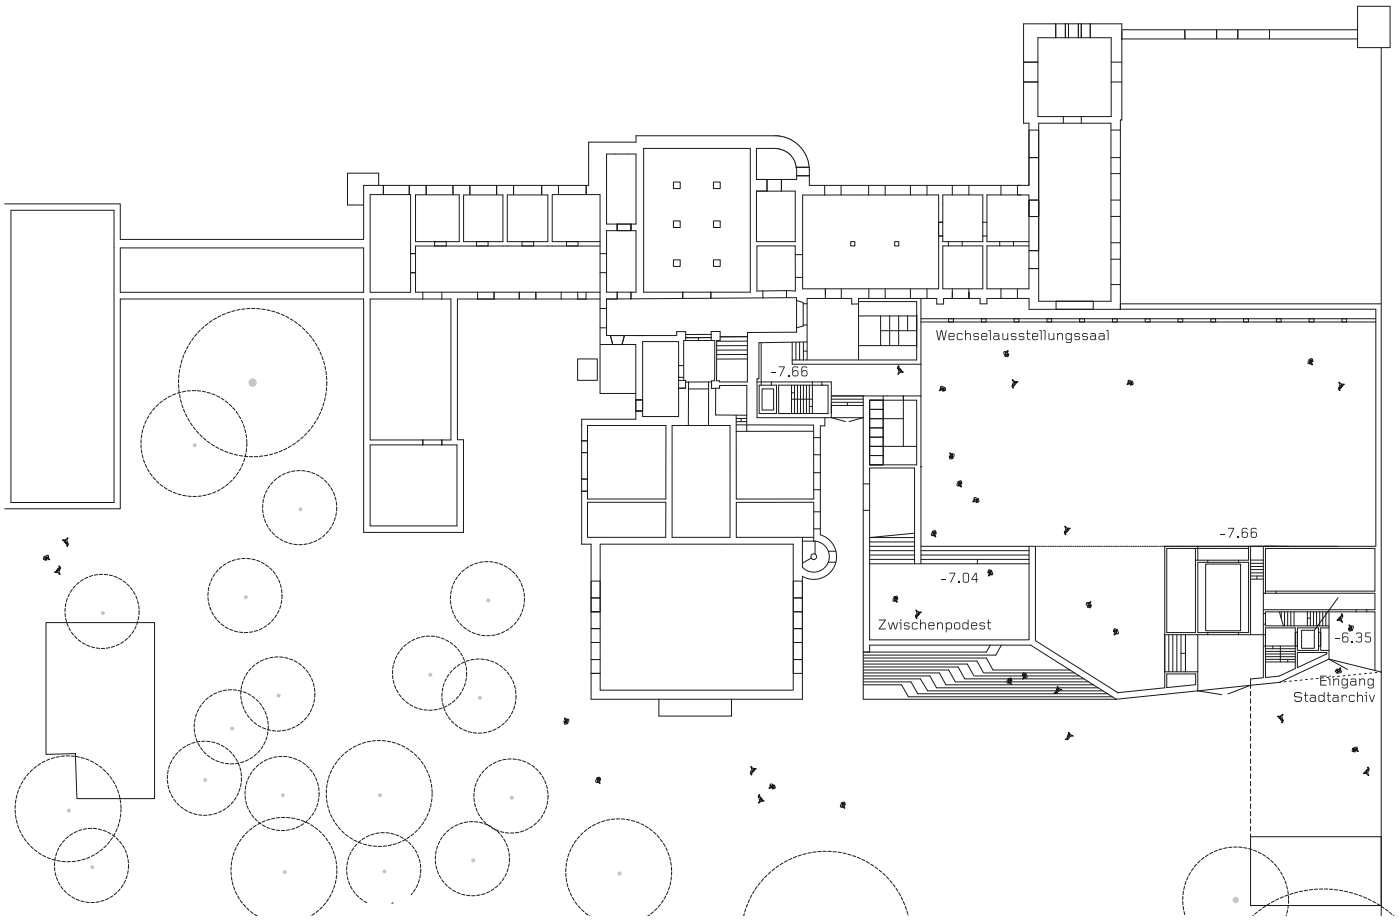 Wechselausstellungssaal
-7.66
-7.66
-7.04
Zwischenpodest
-6.35
Eingang
Stadtarchiv